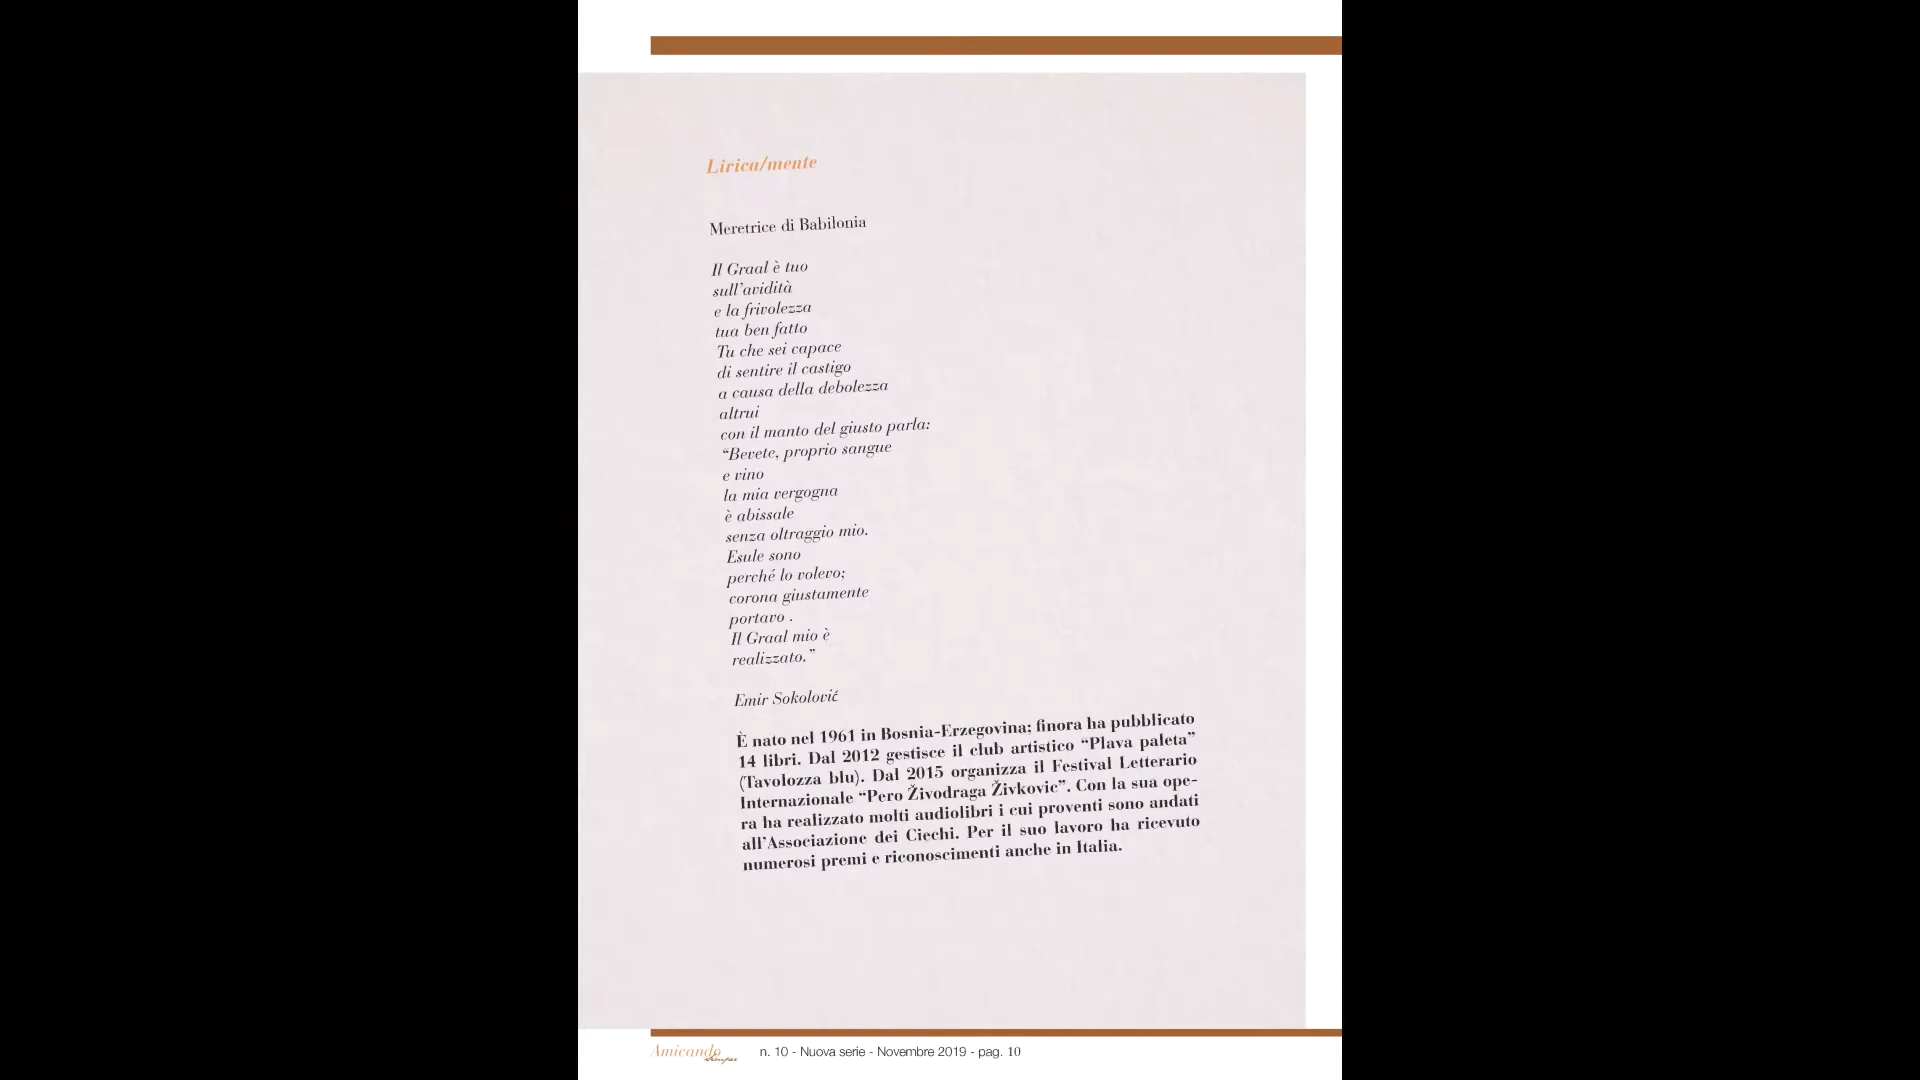 Lirica/mente
Meretrice di Babilonia
Il Graal è tuo
sull'avidità
e la frivolezza
tua ben fatto
Tu che sei capace
di sentire il castigo
a causa della debolezza
altrui
con il manto del giusto parla:
“Bevete, proprio sangue
e vino
la mia vergogna
è abissale
senza oltraggio mio.
Esule sono
perché lo volevo;
corona giustamente
portavo .
Il Graal mio è
realizzato.”
Emir Sokolović
È nato nel 1961 in Bosnia-Erzegovina; finora ha pubblicato
14 libri. Dal 2012 gestisce il club artistico “Plava paleta”
(Tavolozza blu). Dal 2015 organizza il Festival Letterario
Internazionale “Pero Živodraga Živkovic”. Con la sua ope-
ra ha realizzato molti audiolibri i cui proventi sono andati
all'Associazione dei Ciechi. Per il suo lavoro ha ricevuto
numerosi premi e riconoscimenti anche in Italia.
Amicando Semper n. 10 - Nuova serie - Novembre 2019 - pag. 10